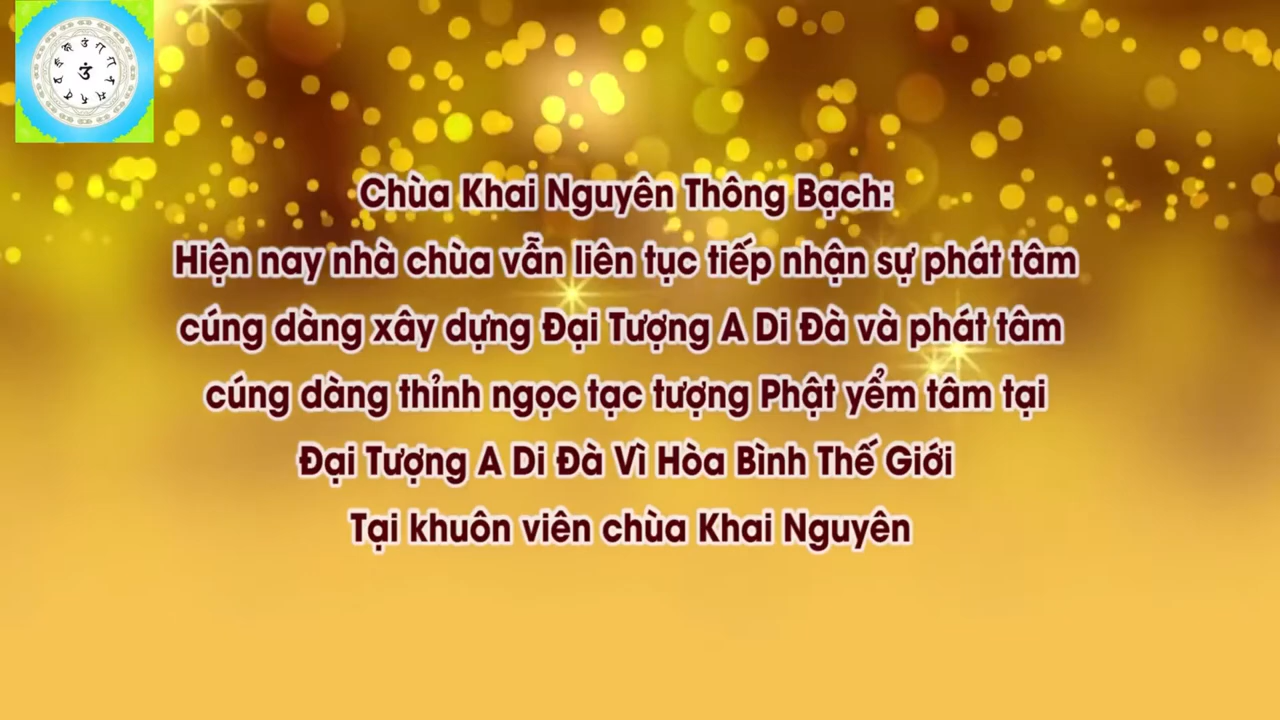 Chùa Khai Nguyên Thông Bạch:
Hiện nay nhà chùa vẫn liên tục tiếp nhận sự phát tâm
cúng dàng xây dựng Đại Tượng A Di Đà và phát tâm
cúng dàng thỉnh ngọc tạc tượng Phật yểm tâm tại
Đại Tượng A Di Đà Vì Hòa Bình Thế Giới
Tại khuôn viên chùa Khai Nguyên